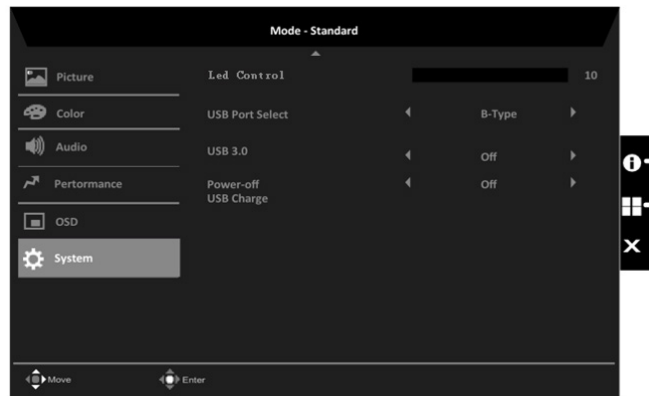 Mode - Standard
Picture
Led Control
10
Color
USB Port Select
B-Type
Audio
USB 3.0
Off
Pertormance
Power-off
USB Charge
Off
OSD
System
Move
Enter